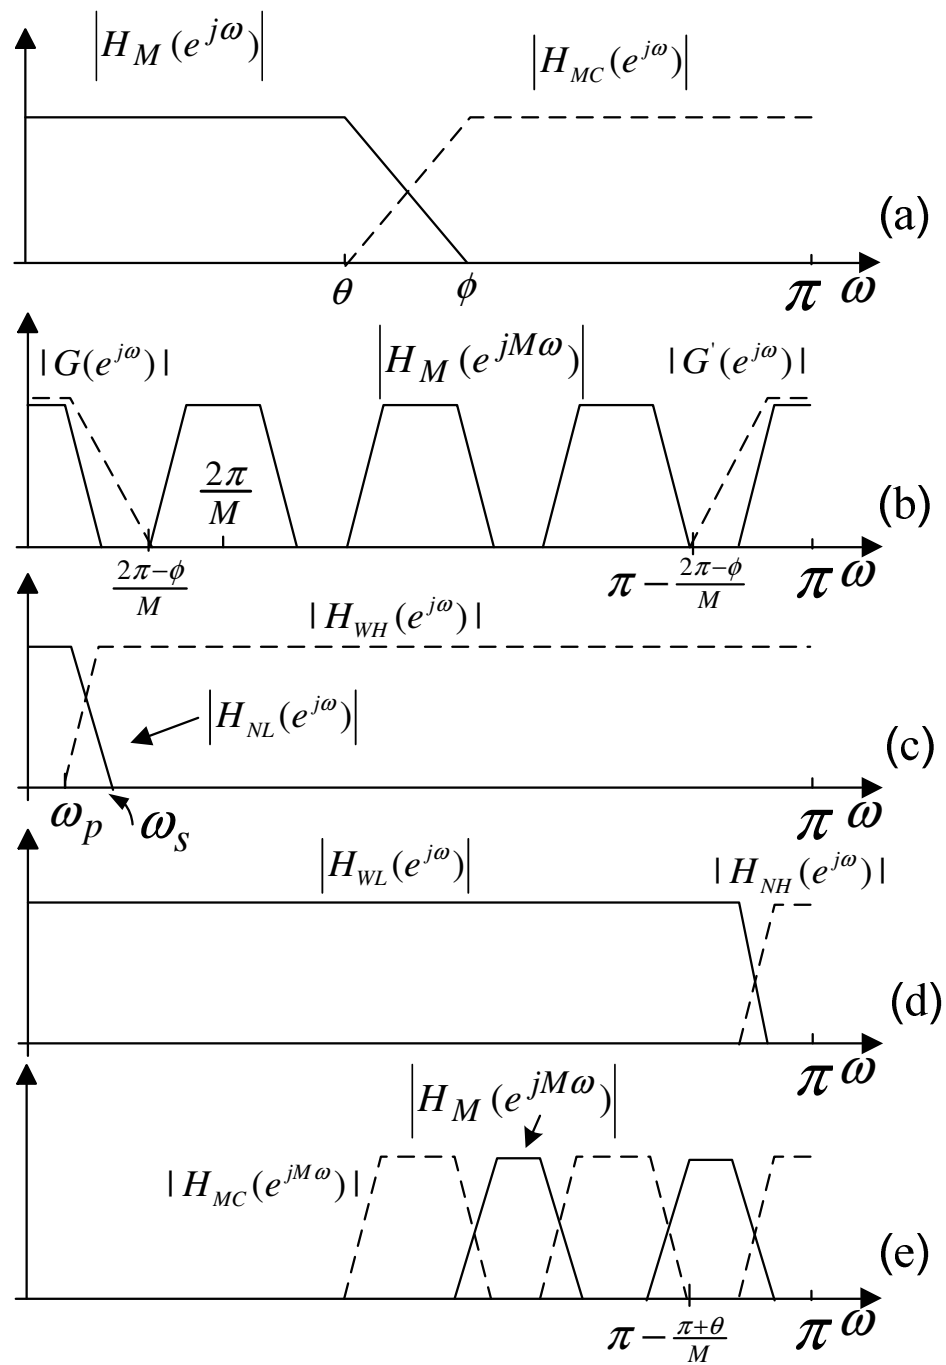 |H_M(e^{jω})| |H_{MC}(e^{jω})|
(a)
θ ϕ π ω
|G(e^{jω})| |H_M(e^{jMω})| |G'(e^{jω})|
2π/M
(b)
(2π−ϕ)/M π−(2π−ϕ)/M π ω
|H_{WH}(e^{jω})|
|H_{NL}(e^{jω})|
(c)
ω_p ω_s π ω
|H_{WL}(e^{jω})| |H_{NH}(e^{jω})|
(d)
π ω
|H_M(e^{jMω})|
|H_{MC}(e^{jMω})|
(e)
π−(π+θ)/M π ω